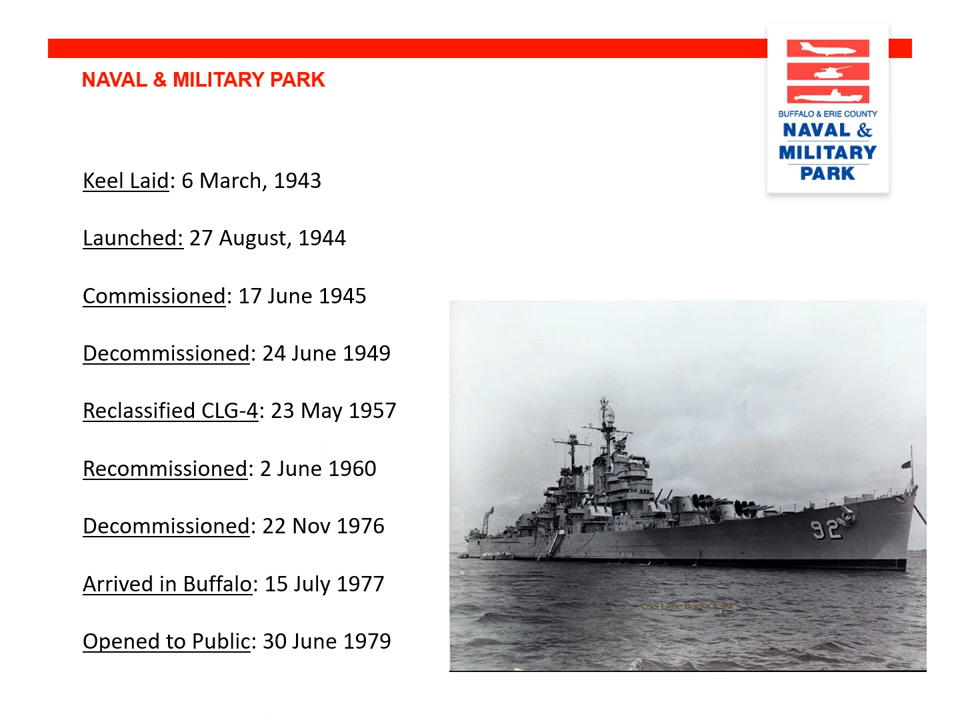 NAVAL & MILITARY PARK
BUFFALO & ERIE COUNTY
NAVAL &
MILITARY
PARK
Keel Laid: 6 March, 1943
Launched: 27 August, 1944
Commissioned: 17 June 1945
Decommissioned: 24 June 1949
Reclassified CLG-4: 23 May 1957
Recommissioned: 2 June 1960
Decommissioned: 22 Nov 1976
Arrived in Buffalo: 15 July 1977
Opened to Public: 30 June 1979
92